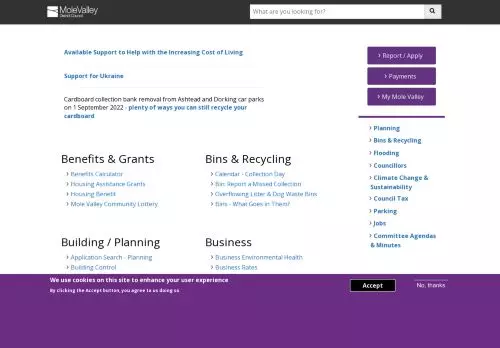 MoleValley
District Council
What are you looking for?
Available Support to Help with the Increasing Cost of Living
Support for Ukraine
Cardboard collection bank removal from Ashtead and Dorking car parks
on 1 September 2022 - plenty of ways you can still recycle your
cardboard
Report / Apply
Payments
My Mole Valley
Planning
Bins & Recycling
Flooding
Councillors
Climate Change &
Sustainability
Council Tax
Parking
Jobs
Committee Agendas
& Minutes
Benefits & Grants
Benefits Calculator
Housing Assistance Grants
Housing Benefit
Mole Valley Community Lottery
Bins & Recycling
Calendar - Collection Day
Bin: Report a Missed Collection
Overflowing Litter & Dog Waste Bins
Bins - What Goes in Them?
Building / Planning
Application Search - Planning
Building Control
Business
Business Environmental Health
Business Rates
We use cookies on this site to enhance your user experience
By clicking the Accept button, you agree to us doing so.
Accept
No, thanks